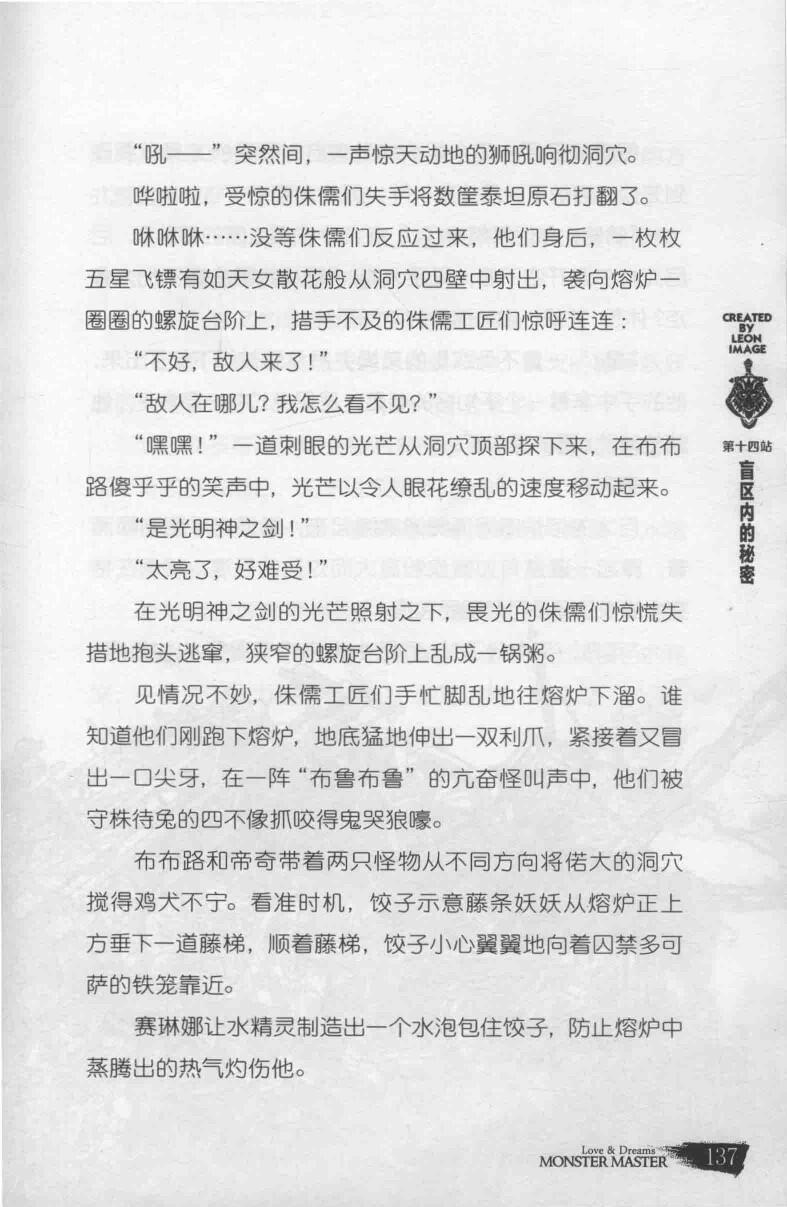 “吼——”突然间，一声惊天动地的狮吼响彻洞穴。
哗啦啦，受惊的侏儒们失手将数筐泰坦原石打翻了。
咻咻咻……没等侏儒们反应过来，他们身后，一枚枚
五星飞镖有如天女散花般从洞穴四壁中射出，袭向熔炉一
圈圈的螺旋台阶上，措手不及的侏儒工匠们惊呼连连：
“不好，敌人来了！”
“敌人在哪儿？我怎么看不见？”
“嘿嘿！”一道刺眼的光芒从洞穴顶部探下来，在布布
路傻乎乎的笑声中，光芒以令人眼花缭乱的速度移动起来。
“是光明神之剑！”
“太亮了，好难受！”
在光明神之剑的光芒照射之下，畏光的侏儒们惊慌失
措地抱头逃窜，狭窄的螺旋台阶上乱成一锅粥。
见情况不妙，侏儒工匠们手忙脚乱地往熔炉下溜。谁
知道他们刚跑下熔炉，地底猛地伸出一双利爪，紧接着又冒
出一口尖牙，在一阵“布鲁布鲁”的亢奋怪叫声中，他们被
守株待兔的四不像抓咬得鬼哭狼嚎。
布布路和帝奇带着两只怪物从不同方向将偌大的洞穴
搅得鸡犬不宁。看准时机，饺子示意藤条妖妖从熔炉正上
方垂下一道藤梯，顺着藤梯，饺子小心翼翼地向着囚禁多可
萨的铁笼靠近。
赛琳娜让水精灵制造出一个水泡包住饺子，防止熔炉中
蒸腾出的热气灼伤他。
CREATED
BY
LEON
IMAGE
第十四站
盲区内的秘密
Love & Dreams
MONSTER MASTER
137